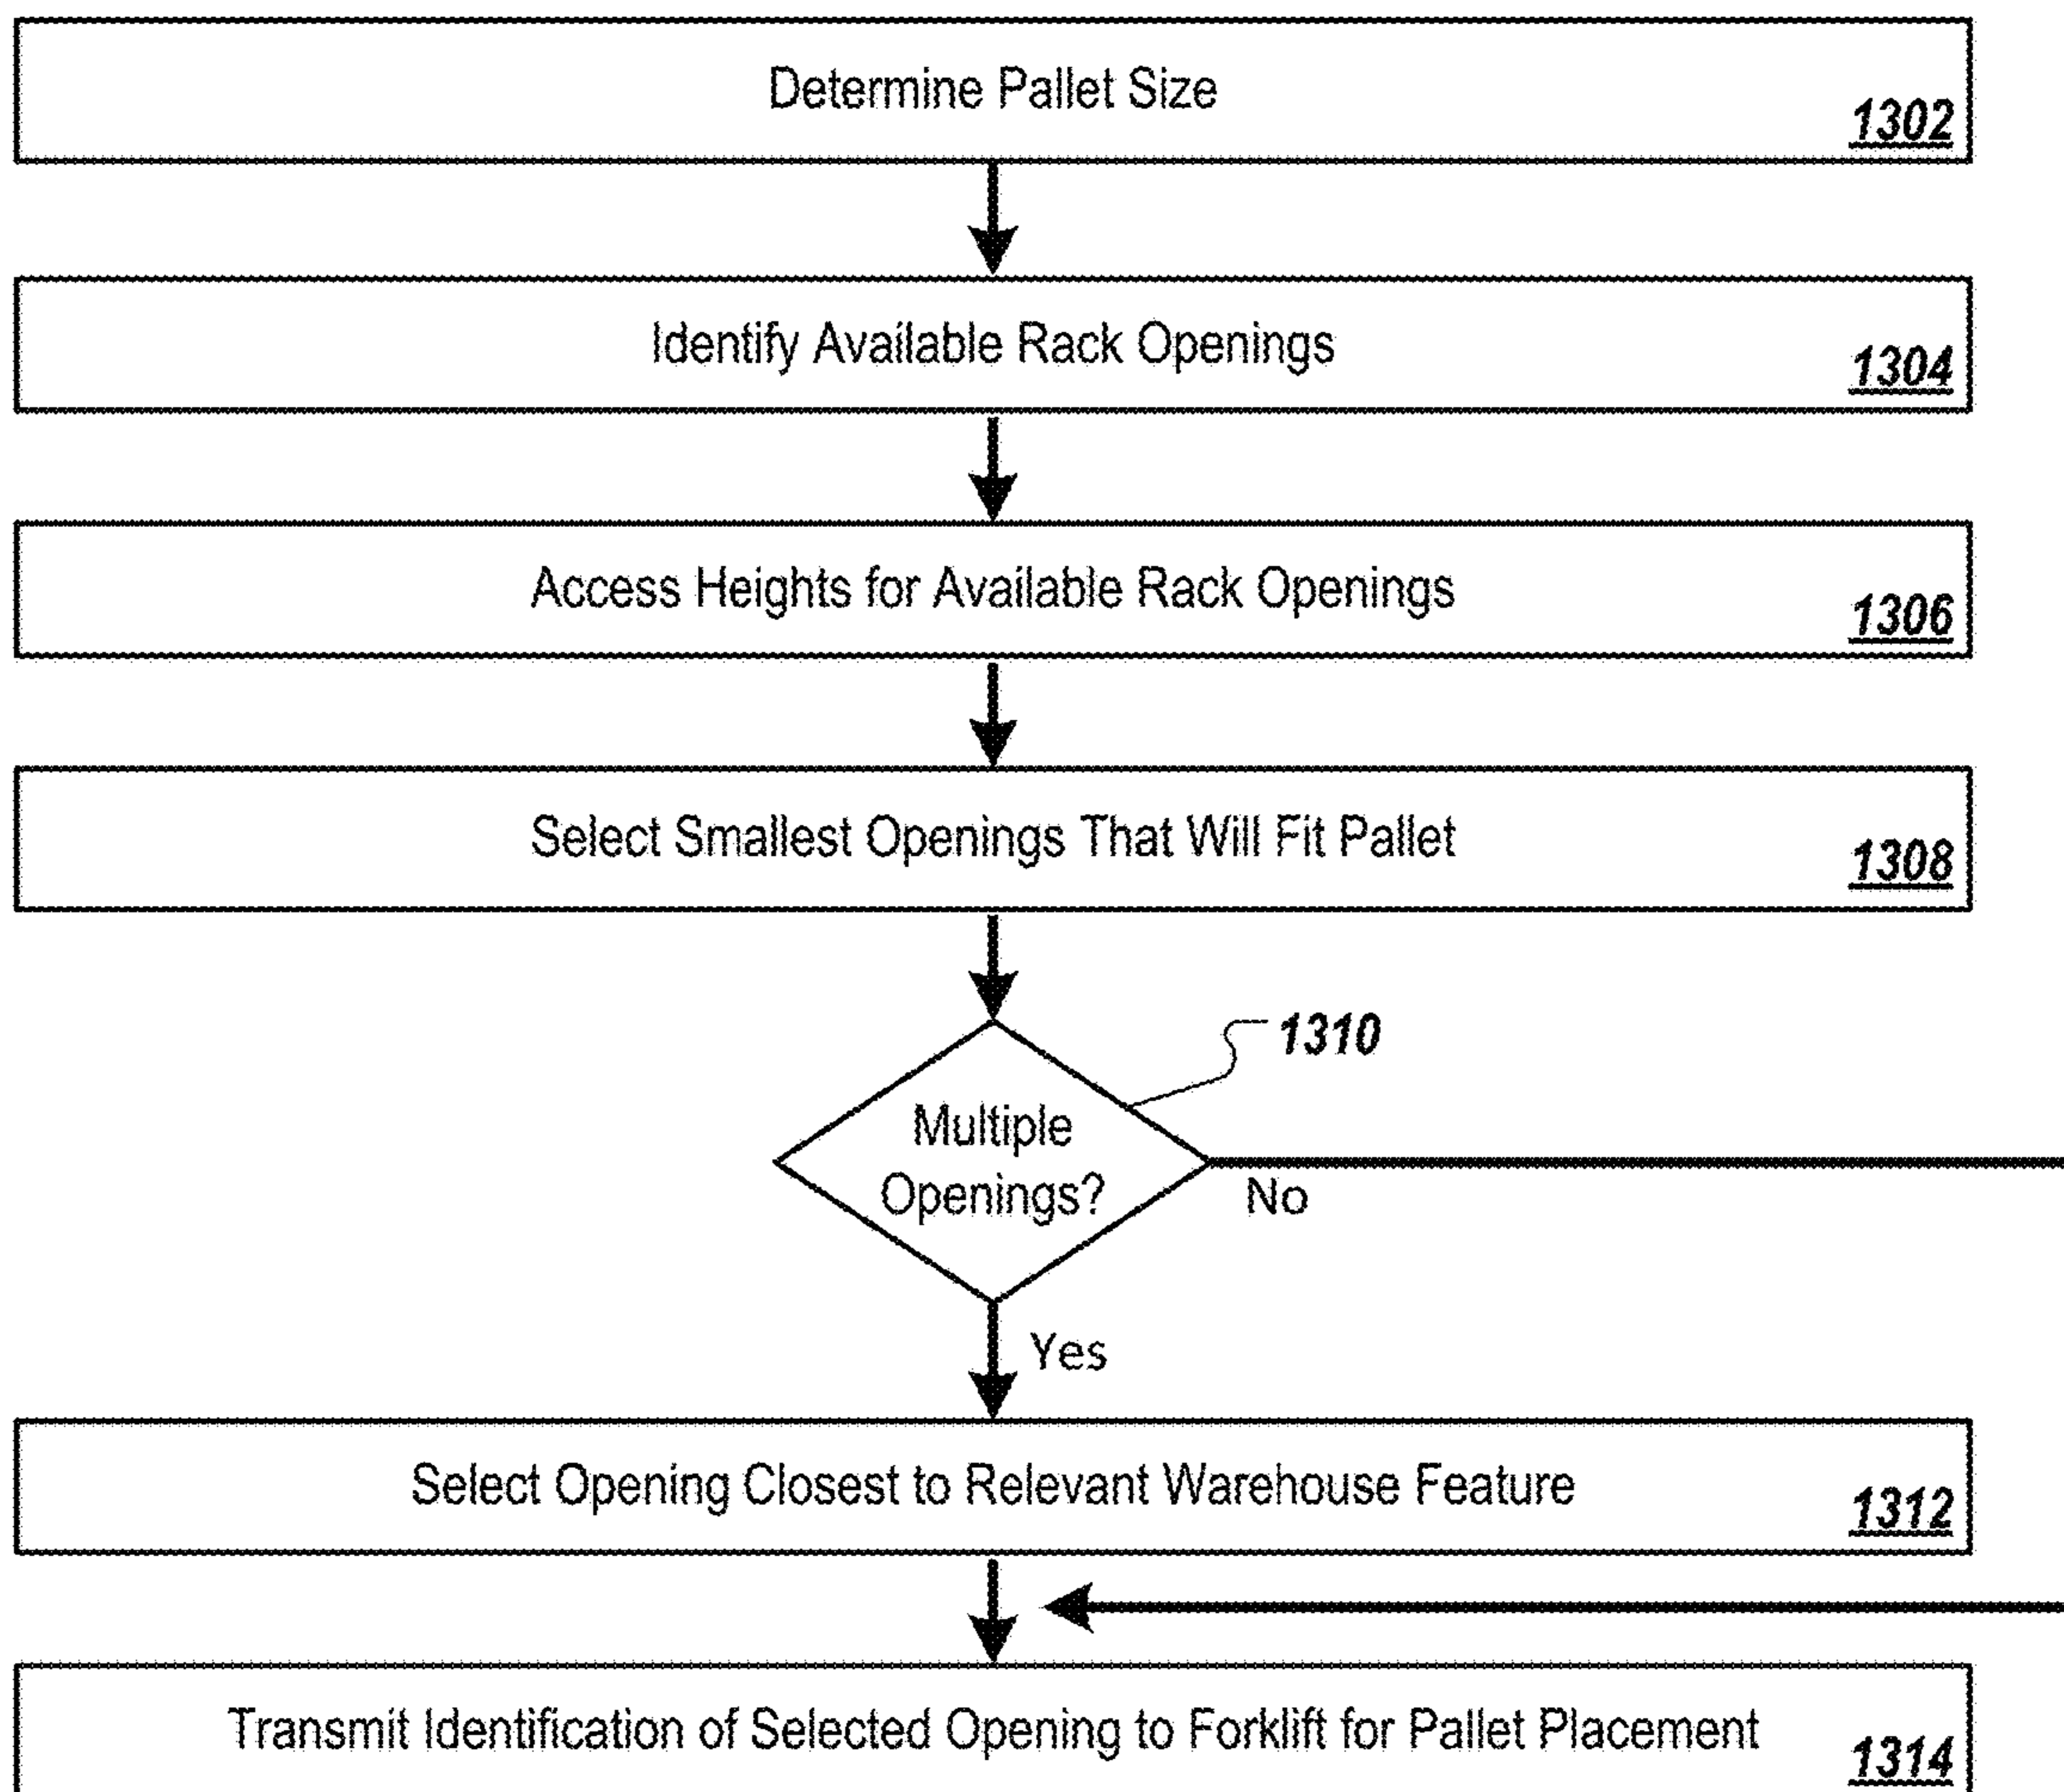 Determine Pallet Size
1302
Identify Available Rack Openings
1304
Access Heights for Available Rack Openings
1306
Select Smallest Openings That Will Fit Pallet
1308
1310
Multiple
Openings?
No
Yes
Select Opening Closest to Relevant Warehouse Feature
1312
Transmit Identification of Selected Opening to Forklift for Pallet Placement
1314